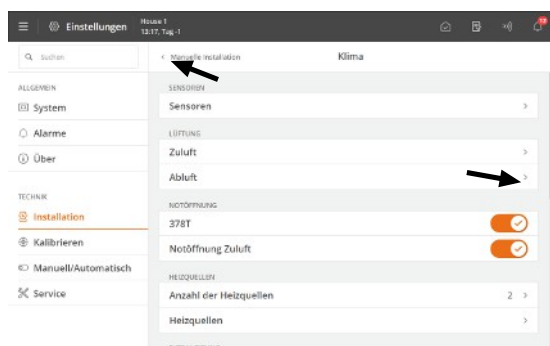 Einstellungen
House 1
13:17, Tag -1
13
Suchen
Manuelle Installation
Klima
ALLGEMEIN
System
Alarme
Über
TECHNIK
Installation
Kalibrieren
Manuell/Automatisch
Service
SENSOREN
Sensoren
LÜFTUNG
Zuluft
Abluft
NOTÖFFNUNG
378T
Notöffnung Zuluft
HEIZQUELLEN
Anzahl der Heizquellen 2
Heizquellen